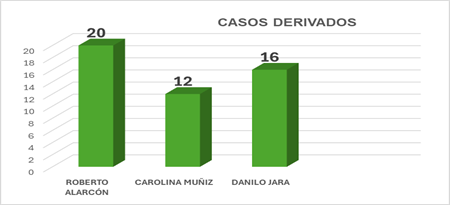 CASOS DERIVADOS
20
12
16
20
18
16
14
12
10
8
6
4
2
0
ROBERTO
ALARCÓN
CAROLINA MUÑIZ
DANILO JARA